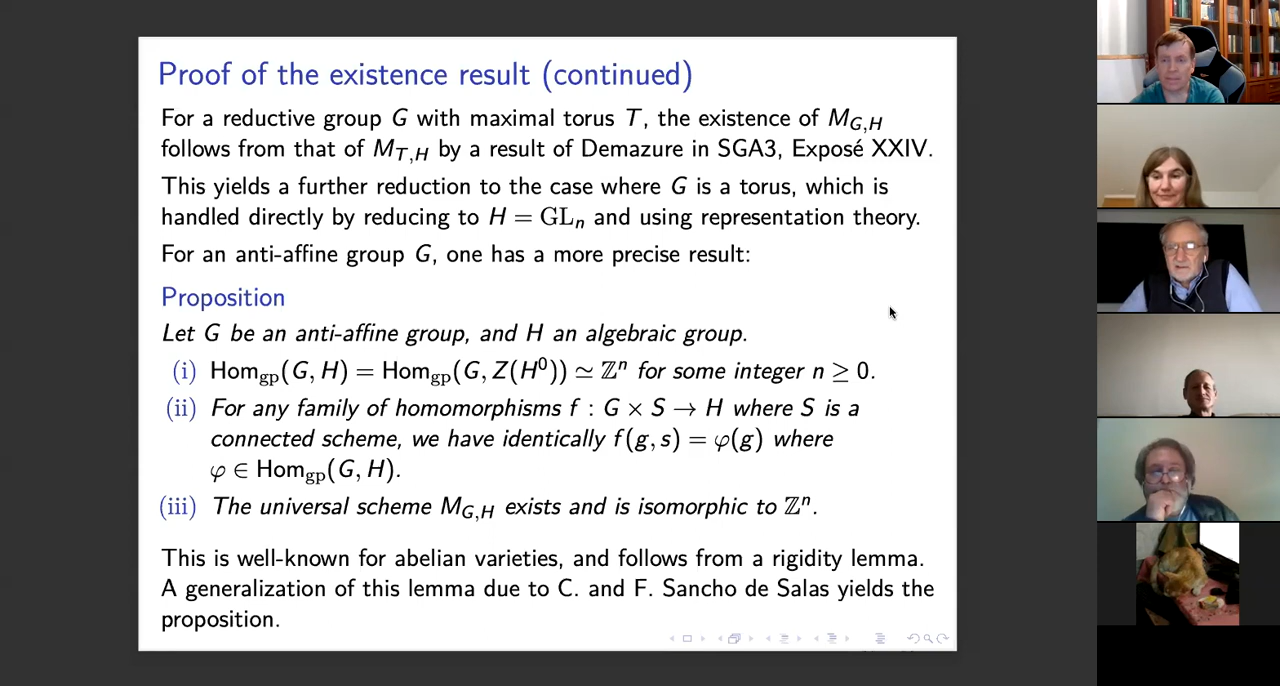 Proof of the existence result (continued)
For a reductive group G with maximal torus T, the existence of M_{G,H}
follows from that of M_{T,H} by a result of Demazure in SGA3, Exposé XXIV.
This yields a further reduction to the case where G is a torus, which is
handled directly by reducing to H = GL_n and using representation theory.
For an anti-affine group G, one has a more precise result:
Proposition
Let G be an anti-affine group, and H an algebraic group.
(i) Hom_{gp}(G, H) = Hom_{gp}(G, Z(H^0)) ≃ ℤ^n for some integer n ≥ 0.
(ii) For any family of homomorphisms f : G × S → H where S is a
connected scheme, we have identically f(g, s) = φ(g) where
φ ∈ Hom_{gp}(G, H).
(iii) The universal scheme M_{G,H} exists and is isomorphic to ℤ^n.
This is well-known for abelian varieties, and follows from a rigidity lemma.
A generalization of this lemma due to C. and F. Sancho de Salas yields the
proposition.